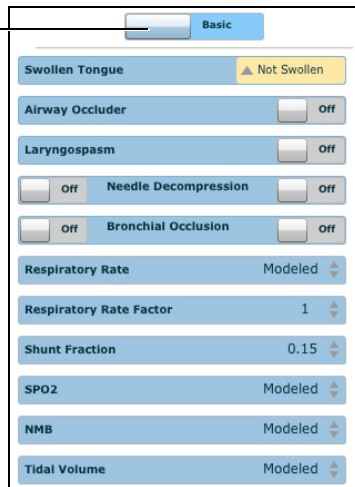 Basic
Swollen Tongue Not Swollen
Airway Occluder Off
Laryngospasm Off
Off Needle Decompression Off
Off Bronchial Occlusion Off
Respiratory Rate Modeled
Respiratory Rate Factor 1
Shunt Fraction 0.15
SPO2 Modeled
NMB Modeled
Tidal Volume Modeled